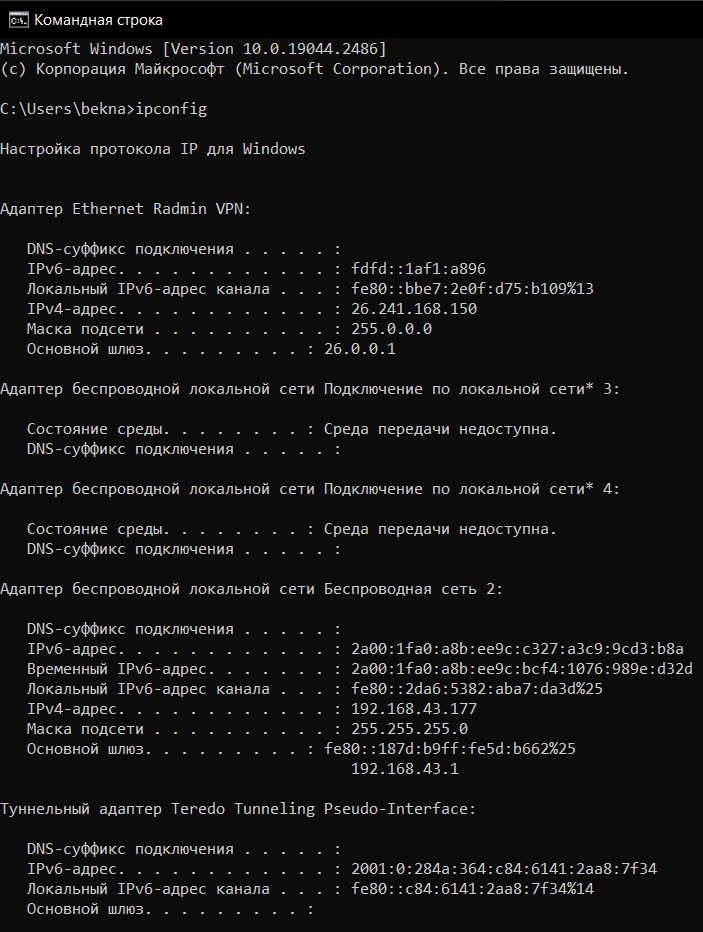 Командная строка
Microsoft Windows [Version 10.0.19044.2486]
(c) Корпорация Майкрософт (Microsoft Corporation). Все права защищены.
C:\Users\bekna>ipconfig
Настройка протокола IP для Windows
Адаптер Ethernet Radmin VPN:
DNS-суффикс подключения . . . . . :
IPv6-адрес. . . . . . . . . . . . : fdfd::1af1:a896
Локальный IPv6-адрес канала . . . : fe80::bbe7:2e0f:d75:b109%13
IPv4-адрес. . . . . . . . . . . . : 26.241.168.150
Маска подсети . . . . . . . . . . : 255.0.0.0
Основной шлюз. . . . . . . . . : 26.0.0.1
Адаптер беспроводной локальной сети Подключение по локальной сети* 3:
Состояние среды. . . . . . . . : Среда передачи недоступна.
DNS-суффикс подключения . . . . . :
Адаптер беспроводной локальной сети Подключение по локальной сети* 4:
Состояние среды. . . . . . . . : Среда передачи недоступна.
DNS-суффикс подключения . . . . . :
Адаптер беспроводной локальной сети Беспроводная сеть 2:
DNS-суффикс подключения . . . . . :
IPv6-адрес. . . . . . . . . . . . : 2a00:1fa0:a8b:ee9c:c327:a3c9:9cd3:b8a
Временный IPv6-адрес. . . . . . . : 2a00:1fa0:a8b:ee9c:bcf4:1076:989e:d32d
Локальный IPv6-адрес канала . . . : fe80::2da6:5382:aba7:da3d%25
IPv4-адрес. . . . . . . . . . . . : 192.168.43.177
Маска подсети . . . . . . . . . . : 255.255.255.0
Основной шлюз. . . . . . . . . : fe80::187d:b9ff:fe5d:b662%25
192.168.43.1
Туннельный адаптер Teredo Tunneling Pseudo-Interface:
DNS-суффикс подключения . . . . . :
IPv6-адрес. . . . . . . . . . . . : 2001:0:284a:364:c84:6141:2aa8:7f34
Локальный IPv6-адрес канала . . . : fe80::c84:6141:2aa8:7f34%14
Основной шлюз. . . . . . . . . :